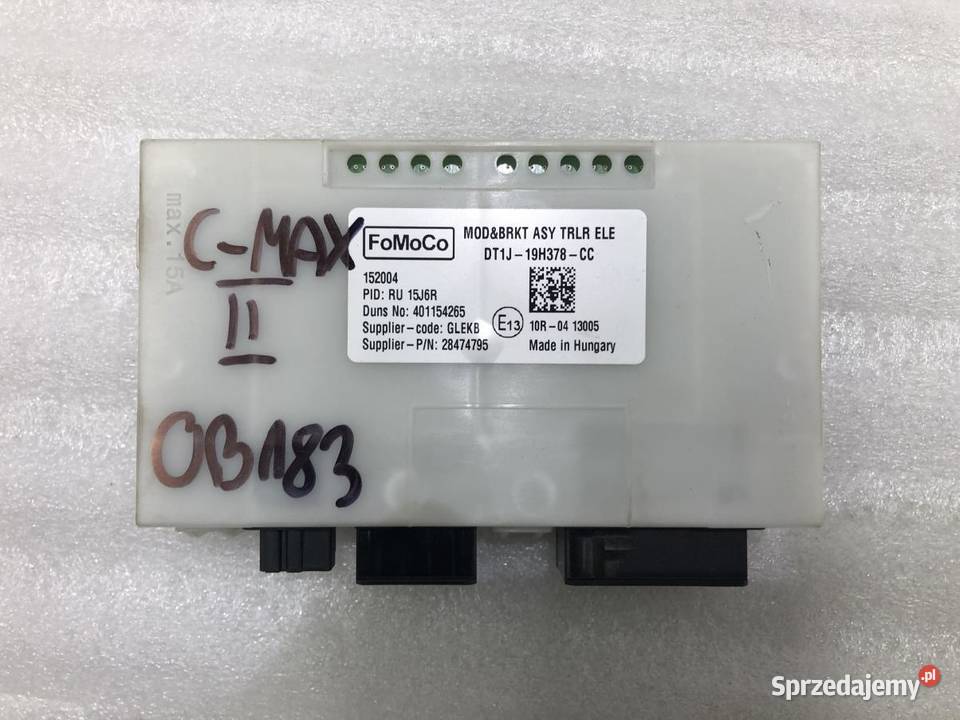 max.15A
C-MAX
II
OB183
FoMoCo
MOD&BRKT ASY TRLR ELE
DT1J-19H378-CC
152004
PID: RU 15J6R
Duns No: 401154265
Supplier-code: GLEKB
Supplier-P/N: 28474795
E13
10R-04 13005
Made in Hungary
Sprzedajemy.pl